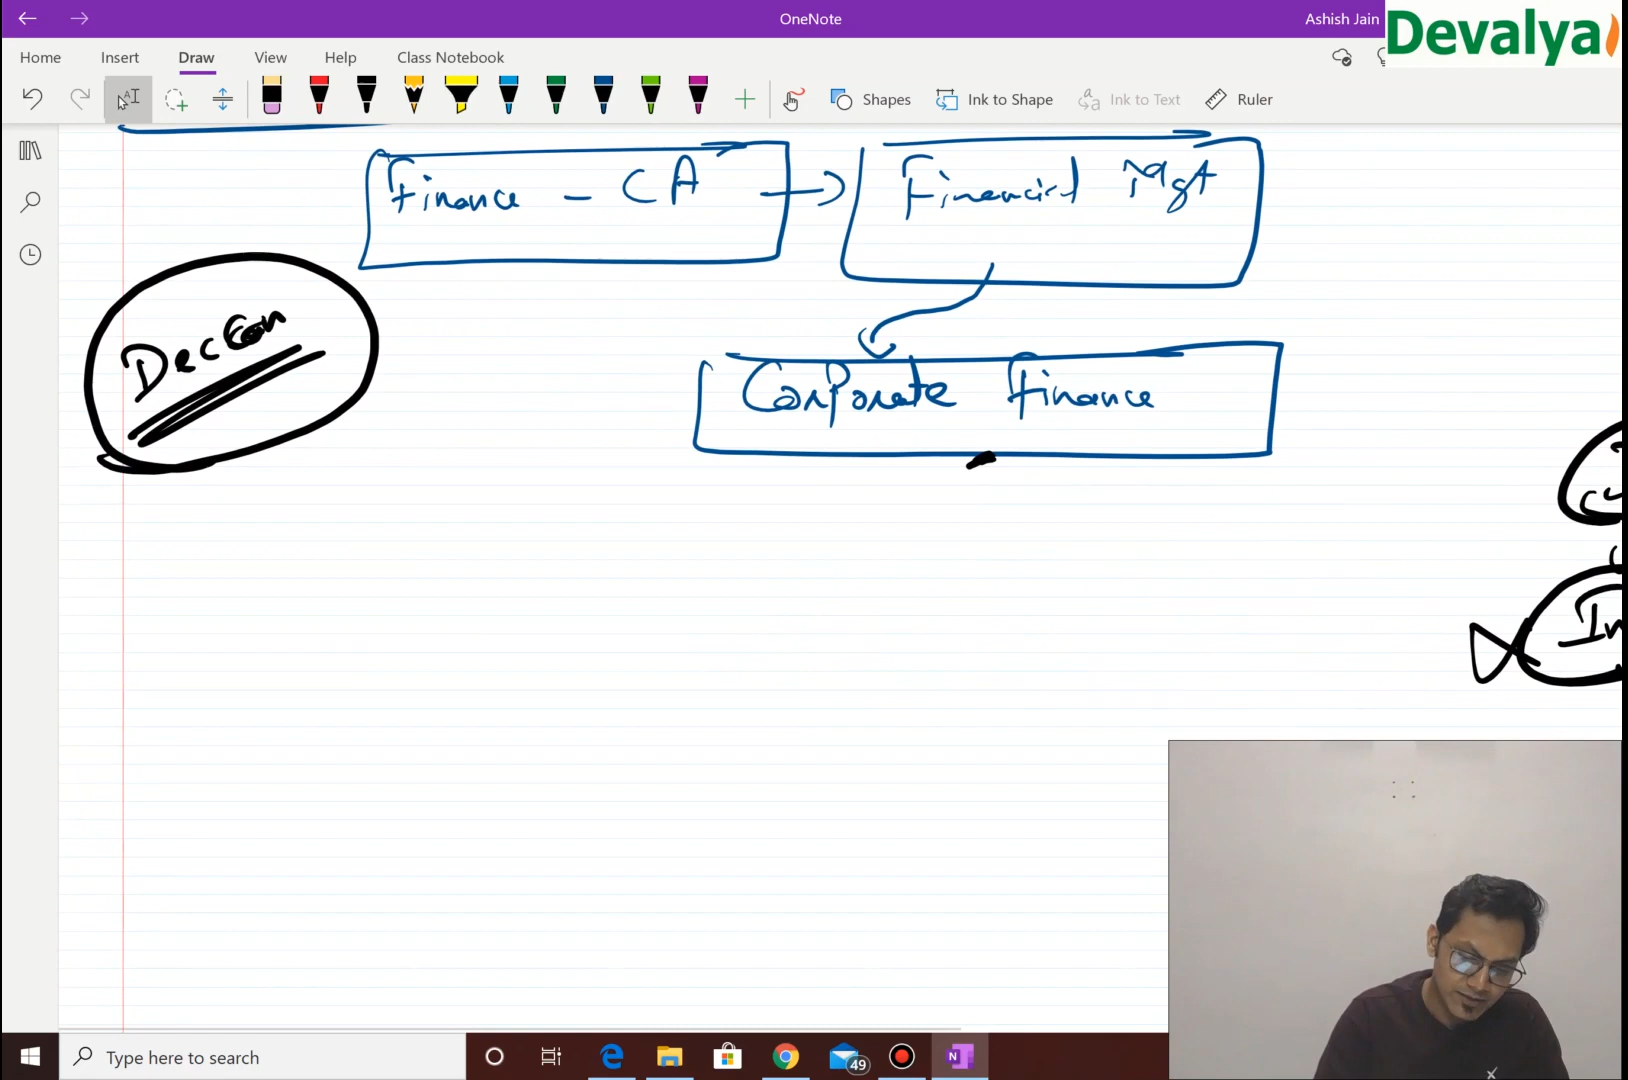 OneNote
Ashish Jain
Devalya
Home Insert Draw View Help Class Notebook
Shapes Ink to Shape Ink to Text Ruler
Finance - CA
Financial Mgt
Corporate Finance
In
Type here to search
49